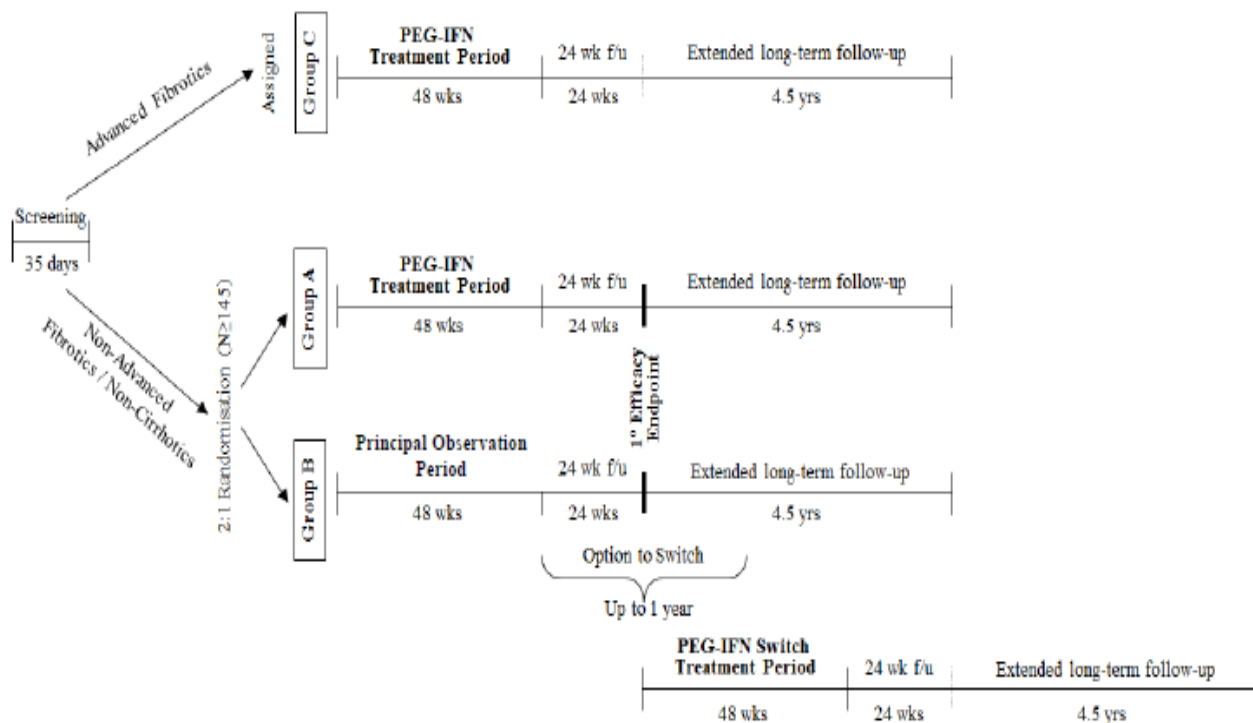 Advanced Fibrotics
Assigned
Group C
PEG-IFN
Treatment Period
48 wks
24 wk f/u
24 wks
Extended long-term follow-up
4.5 yrs
Screening
35 days
Non-Advanced
Fibrotics / Non-Cirrhotics
2:1 Randomisation (N≥145)
Group A
PEG-IFN
Treatment Period
48 wks
24 wk f/u
24 wks
Extended long-term follow-up
4.5 yrs
1° Efficacy
Endpoint
Group B
Principal Observation
Period
48 wks
24 wk f/u
24 wks
Extended long-term follow-up
4.5 yrs
Option to Switch
Up to 1 year
PEG-IFN Switch
Treatment Period
48 wks
24 wk f/u
24 wks
Extended long-term follow-up
4.5 yrs